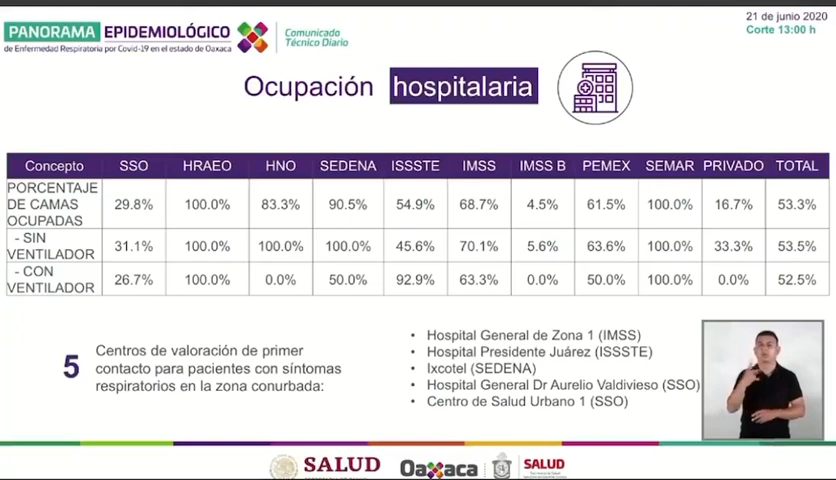 21 de junio 2020
Corte 13:00 h
PANORAMA EPIDEMIOLÓGICO
de Enfermedad Respiratoria por Covid-19 en el estado de Oaxaca
Comunicado
Técnico Diario
Ocupación hospitalaria
Concepto SSO HRAEO HNO SEDENA ISSSTE IMSS IMSS B PEMEX SEMAR PRIVADO TOTAL
PORCENTAJE
DE CAMAS
OCUPADAS
29.8% 100.0% 83.3% 90.5% 54.9% 68.7% 4.5% 61.5% 100.0% 16.7% 53.3%
- SIN
VENTILADOR
31.1% 100.0% 100.0% 100.0% 45.6% 70.1% 5.6% 63.6% 100.0% 33.3% 53.5%
- CON
VENTILADOR
26.7% 100.0% 0.0% 50.0% 92.9% 63.3% 0.0% 50.0% 100.0% 0.0% 52.5%
5
Centros de valoración de primer
contacto para pacientes con síntomas
respiratorios en la zona conurbada:
• Hospital General de Zona 1 (IMSS)
• Hospital Presidente Juárez (ISSSTE)
• Ixcotel (SEDENA)
• Hospital General Dr Aurelio Valdivieso (SSO)
• Centro de Salud Urbano 1 (SSO)
SALUD
Oaxaca
SALUD